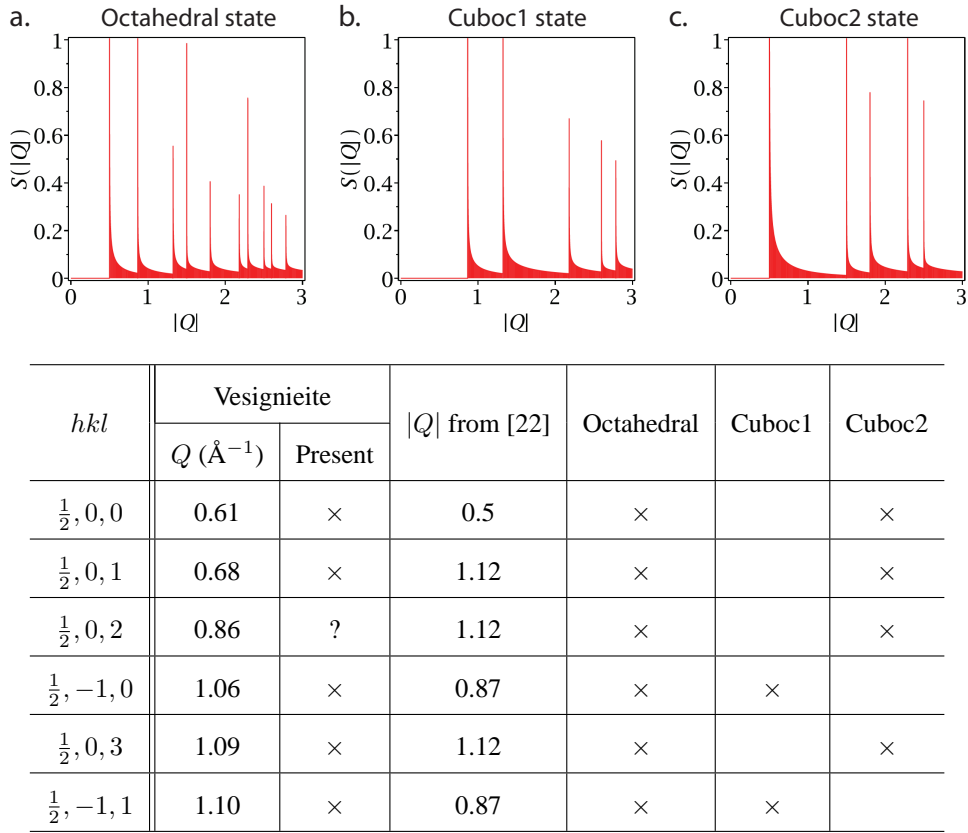 a. Octahedral state
b. Cuboc1 state
c. Cuboc2 state
1
0.8
0.6
0.4
0.2
0
S(|Q|)
0 1 2 3
|Q|
1
0.8
0.6
0.4
0.2
0
S(|Q|)
0 1 2 3
|Q|
1
0.8
0.6
0.4
0.2
0
S(|Q|)
0 1 2 3
|Q|
hkl Vesignieite |Q| from [22] Octahedral Cuboc1 Cuboc2
Q (Å⁻¹) Present
1/2, 0, 0 0.61 × 0.5 × ×
1/2, 0, 1 0.68 × 1.12 × ×
1/2, 0, 2 0.86 ? 1.12 × ×
1/2, −1, 0 1.06 × 0.87 × ×
1/2, 0, 3 1.09 × 1.12 × ×
1/2, −1, 1 1.10 × 0.87 × ×